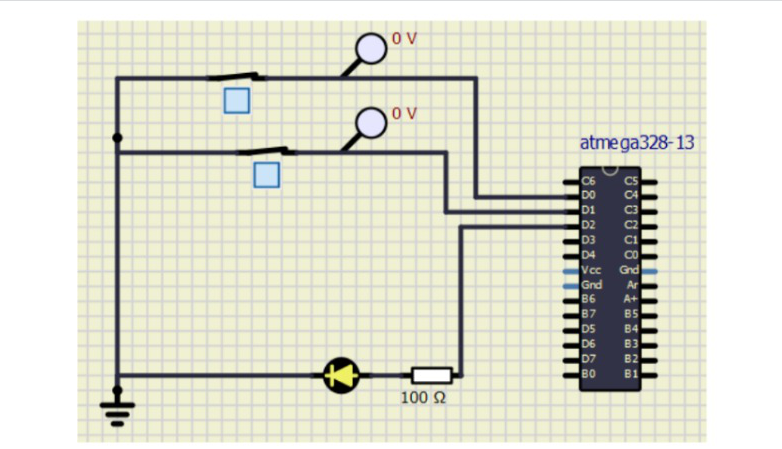 0 V
0 V
atmega328-13
C6 C5
D0 C4
D1 C3
D2 C2
D3 C1
D4 C0
Vcc Gnd
Gnd Ar
B6 A+
B7 B5
D5 B4
D6 B3
D7 B2
B0 B1
100 Ω